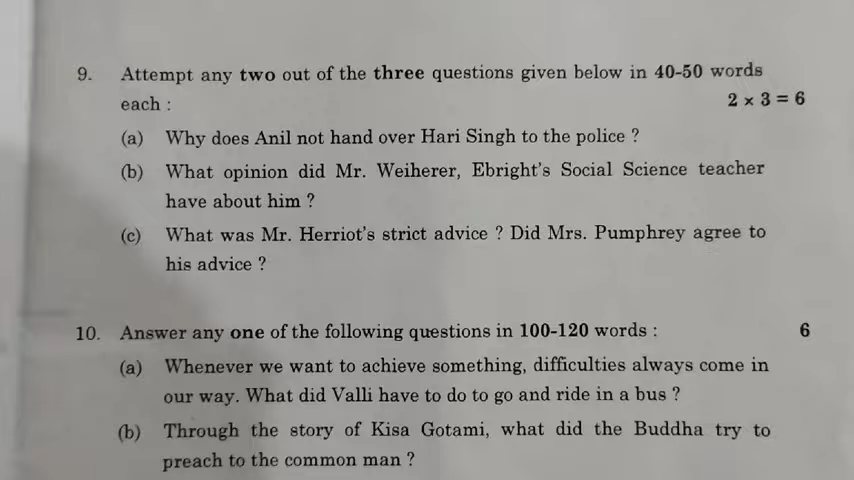 9. Attempt any two out of the three questions given below in 40-50 words
each : 2 × 3 = 6
(a) Why does Anil not hand over Hari Singh to the police ?
(b) What opinion did Mr. Weiherer, Ebright's Social Science teacher
have about him ?
(c) What was Mr. Herriot's strict advice ? Did Mrs. Pumphrey agree to
his advice ?
10. Answer any one of the following questions in 100-120 words : 6
(a) Whenever we want to achieve something, difficulties always come in
our way. What did Valli have to do to go and ride in a bus ?
(b) Through the story of Kisa Gotami, what did the Buddha try to
preach to the common man ?